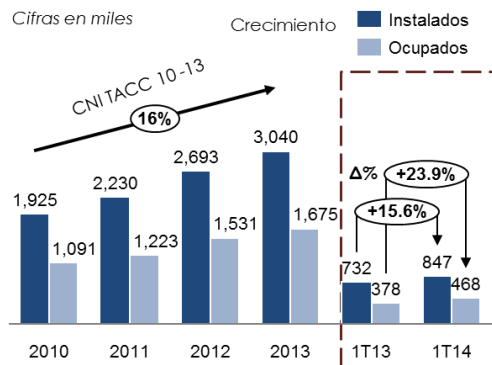 Cifras en miles
Crecimiento
Instalados
Ocupados
CNI TACC 10-13
16%
1,925
1,091
2,230
1,223
2,693
1,531
3,040
1,675
Δ%
+23.9%
+15.6%
732
378
847
468
2010
2011
2012
2013
1T13
1T14